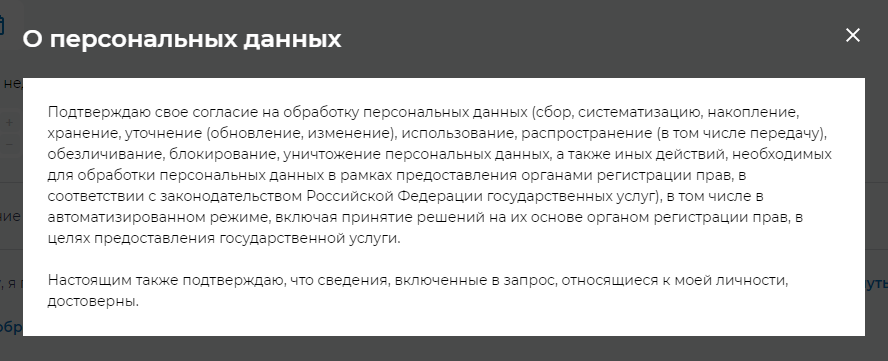 О персональных данных
Подтверждаю свое согласие на обработку персональных данных (сбор, систематизацию, накопление,
хранение, уточнение (обновление, изменение), использование, распространение (в том числе передачу),
обезличивание, блокирование, уничтожение персональных данных, а также иных действий, необходимых
для обработки персональных данных в рамках предоставления органами регистрации прав, в
соответствии с законодательством Российской Федерации государственных услуг), в том числе в
автоматизированном режиме, включая принятие решений на их основе органом регистрации прав, в
целях предоставления государственной услуги.
Настоящим также подтверждаю, что сведения, включенные в запрос, относящиеся к моей личности,
достоверны.